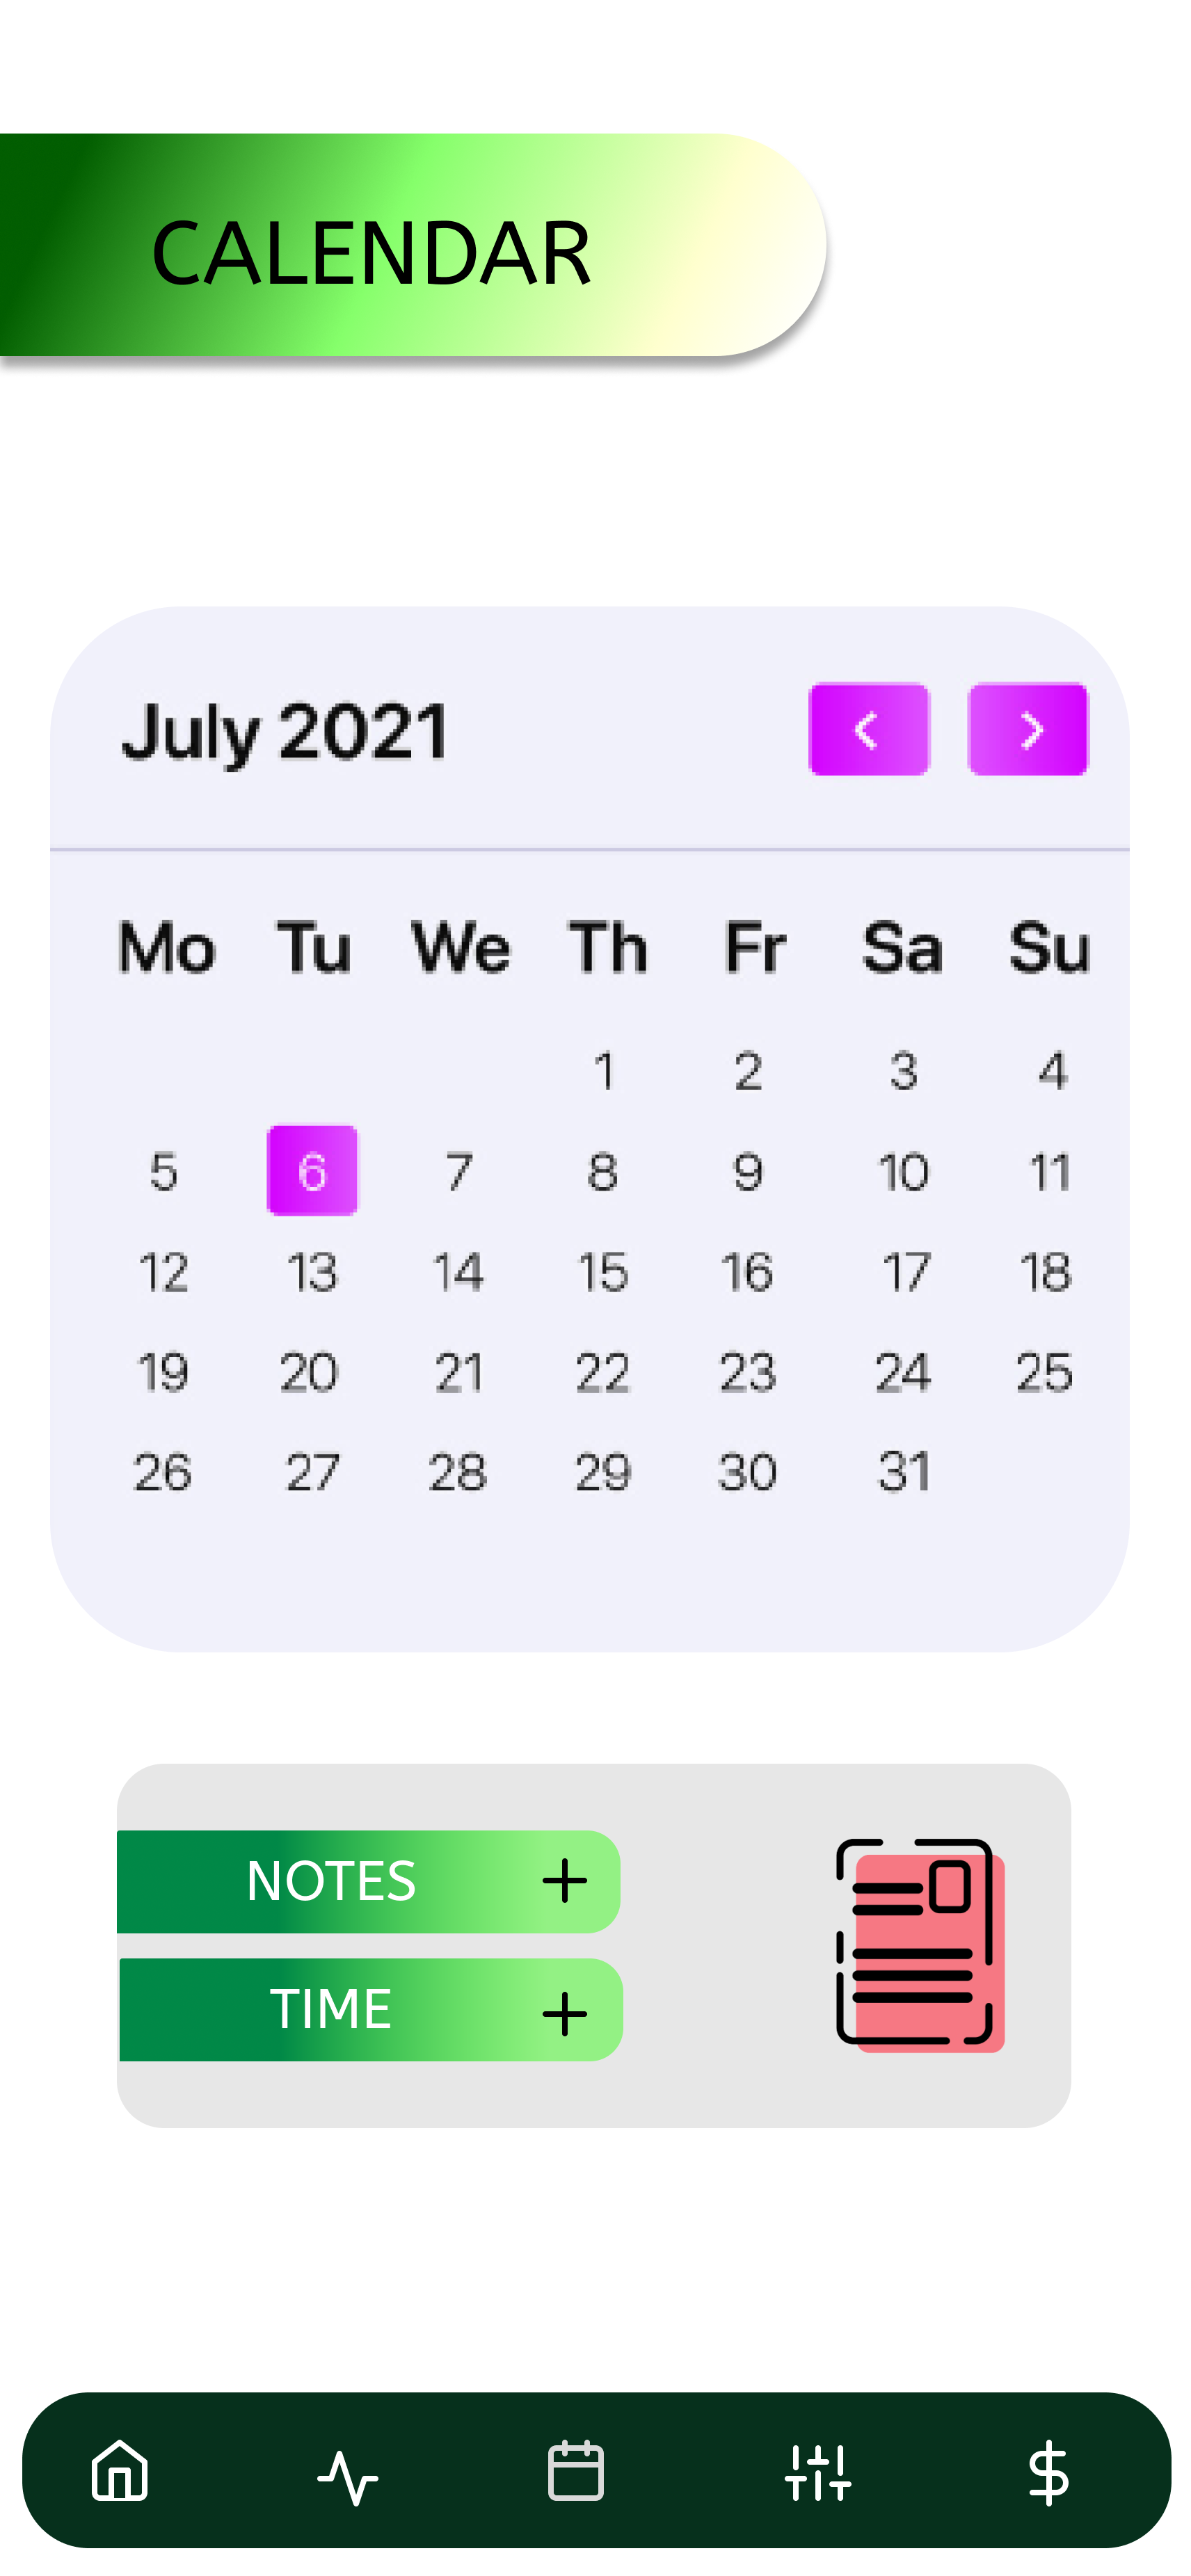 CALENDAR
July 2021
Mo Tu We Th Fr Sa Su
1 2 3 4
5 6 7 8 9 10 11
12 13 14 15 16 17 18
19 20 21 22 23 24 25
26 27 28 29 30 31
NOTES +
TIME +